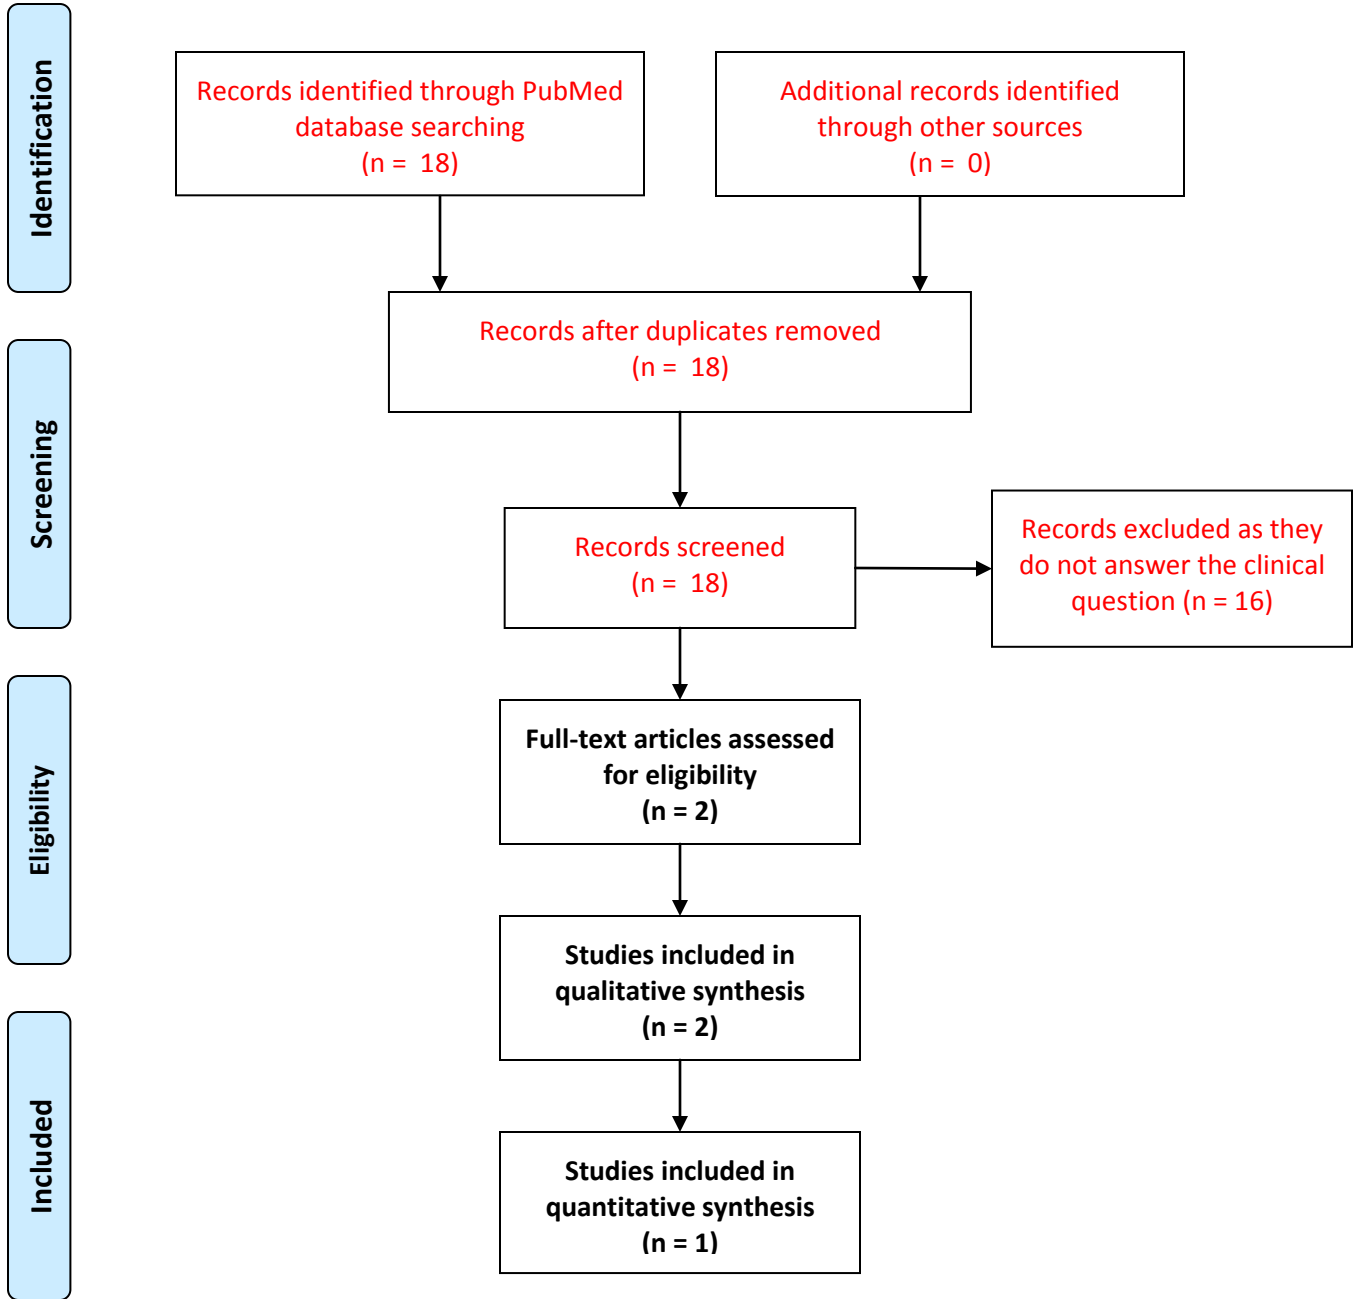 Identification
Records identified through PubMed
database searching
(n =  18)
Additional records identified
through other sources
(n =  0)
Records after duplicates removed
(n =  18)
Screening
Records screened
(n =  18)
Records excluded as they
do not answer the clinical
question (n = 16)
Eligibility
Full-text articles assessed
for eligibility
(n = 2)
Studies included in
qualitative synthesis
(n = 2)
Included
Studies included in
quantitative synthesis
(n = 1)